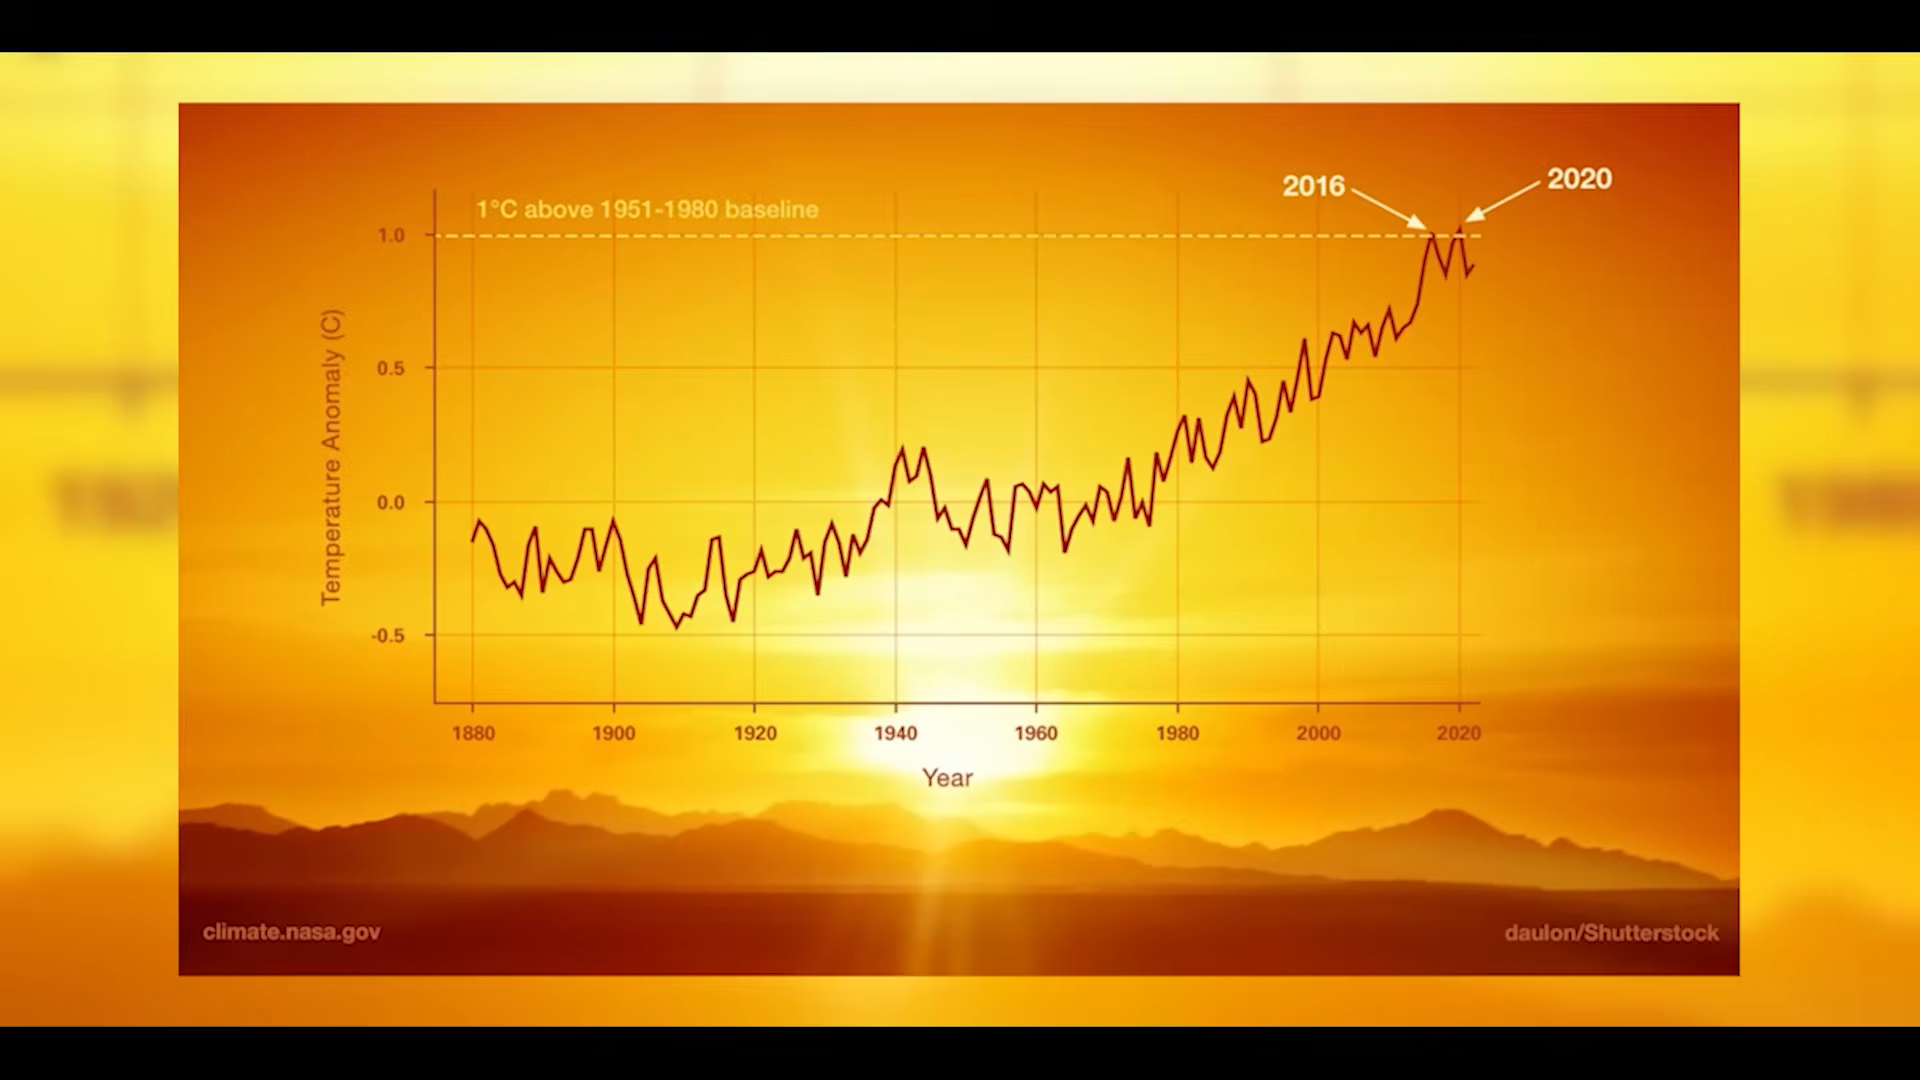 2016
2020
1°C above 1951-1980 baseline
1.0
0.5
0.0
-0.5
Temperature Anomaly (C)
1880
1900
1920
1940
1960
1980
2000
2020
Year
climate.nasa.gov
daulon/Shutterstock